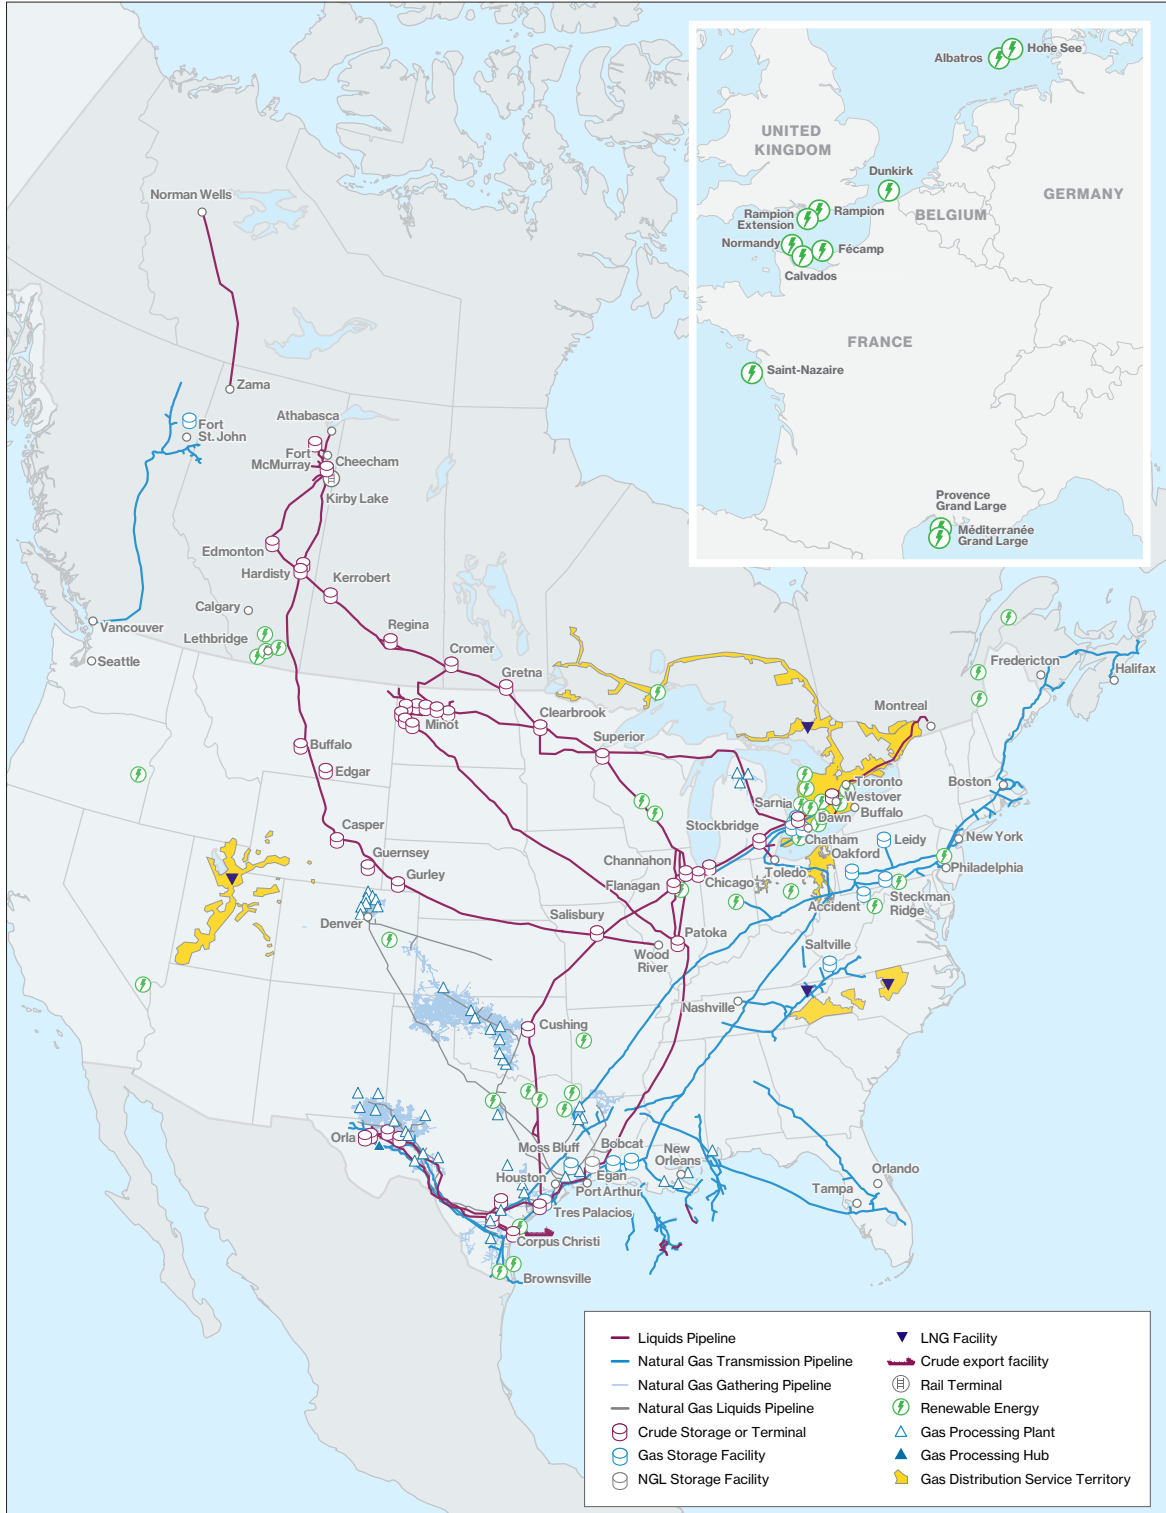 Albatros
Hohe See
UNITED
KINGDOM
Dunkirk
GERMANY
Rampion
Extension
Rampion
BELGIUM
Normandy
Fécamp
Calvados
FRANCE
Saint-Nazaire
Provence
Grand Large
Méditerranée
Grand Large
Norman Wells
Zama
Fort
St. John
Athabasca
Fort
McMurray
Cheecham
Kirby Lake
Edmonton
Hardisty
Kerrobert
Calgary
Vancouver
Lethbridge
Regina
Seattle
Cromer
Gretna
Fredericton
Halifax
Montreal
Minot
Clearbrook
Superior
Buffalo
Edgar
Toronto
Boston
Sarnia
Westover
Buffalo
Dawn
Stockbridge
Chatham
Leidy
New York
Casper
Guernsey
Channahon
Oakford
Toledo
Philadelphia
Gurley
Flanagan
Chicago
Steckman
Ridge
Accident
Denver
Salisbury
Wood
River
Patoka
Saltville
Nashville
Cushing
Orla
Moss Bluff
Bobcat
New
Orleans
Houston
Egan
Port Arthur
Orlando
Tampa
Tres Palacios
Corpus Christi
Brownsville
Liquids Pipeline
Natural Gas Transmission Pipeline
Natural Gas Gathering Pipeline
Natural Gas Liquids Pipeline
Crude Storage or Terminal
Gas Storage Facility
NGL Storage Facility
LNG Facility
Crude export facility
Rail Terminal
Renewable Energy
Gas Processing Plant
Gas Processing Hub
Gas Distribution Service Territory